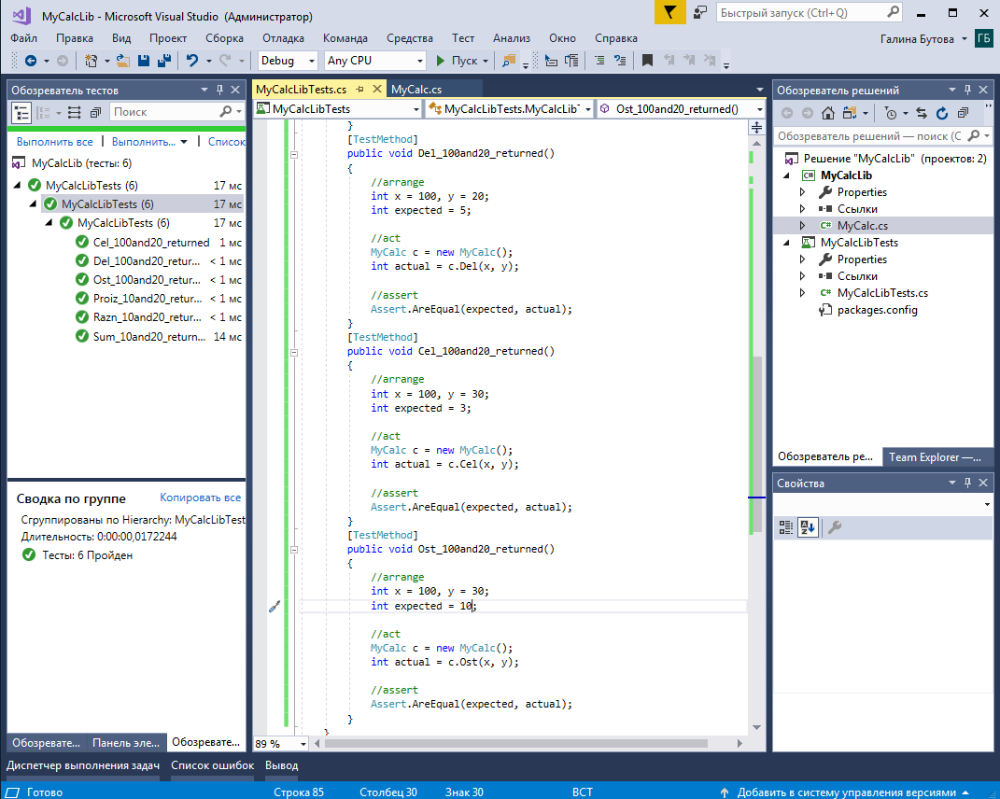 MyCalcLib - Microsoft Visual Studio (Администратор)
Быстрый запуск (Ctrl+Q)
Файл Правка Вид Проект Сборка Отладка Команда Средства Тест Анализ Окно Справка Галина Бутова ГБ
Debug Any CPU Пуск
Обозреватель тестов
Поиск
Выполнить все | Выполнить... | Список
MyCalcLib (тесты: 6)
MyCalcLibTests (6) 17 мс
MyCalcLibTests (6) 17 мс
MyCalcLibTests (6) 17 мс
Cel_100and20_returned 1 мс
Del_100and20_retur... < 1 мс
Ost_100and20_retur... < 1 мс
Proiz_10and20_retur... < 1 мс
Razn_10and20_retur... < 1 мс
Sum_10and20_return... 14 мс
Сводка по группе Копировать все
Сгруппированы по Hierarchy: MyCalcLibTest
Длительность: 0:00:00,0172244
Тесты: 6 Пройден
Обозревате... Панель эле... Обозревате...
MyCalcLibTests.cs MyCalc.cs
MyCalcLibTests MyCalcLibTests.MyCalcLib Ost_100and20_returned()
}
[TestMethod]
public void Del_100and20_returned()
{
//arrange
int x = 100, y = 20;
int expected = 5;
//act
MyCalc c = new MyCalc();
int actual = c.Del(x, y);
//assert
Assert.AreEqual(expected, actual);
}
[TestMethod]
public void Cel_100and20_returned()
{
//arrange
int x = 100, y = 30;
int expected = 3;
//act
MyCalc c = new MyCalc();
int actual = c.Cel(x, y);
//assert
Assert.AreEqual(expected, actual);
}
[TestMethod]
public void Ost_100and20_returned()
{
//arrange
int x = 100, y = 30;
int expected = 10;
//act
MyCalc c = new MyCalc();
int actual = c.Ost(x, y);
//assert
Assert.AreEqual(expected, actual);
}
}
89 %
Обозреватель решений
Обозреватель решений — поиск (C
Решение "MyCalcLib" (проектов: 2)
MyCalcLib
Properties
Ссылки
MyCalc.cs
MyCalcLibTests
Properties
Ссылки
MyCalcLibTests.cs
packages.config
Обозреватель ре... Team Explorer —...
Свойства
Диспетчер выполнения задач Список ошибок Вывод
Готово Строка 85 Столбец 30 Знак 30 ВСТ Добавить в систему управления версиями